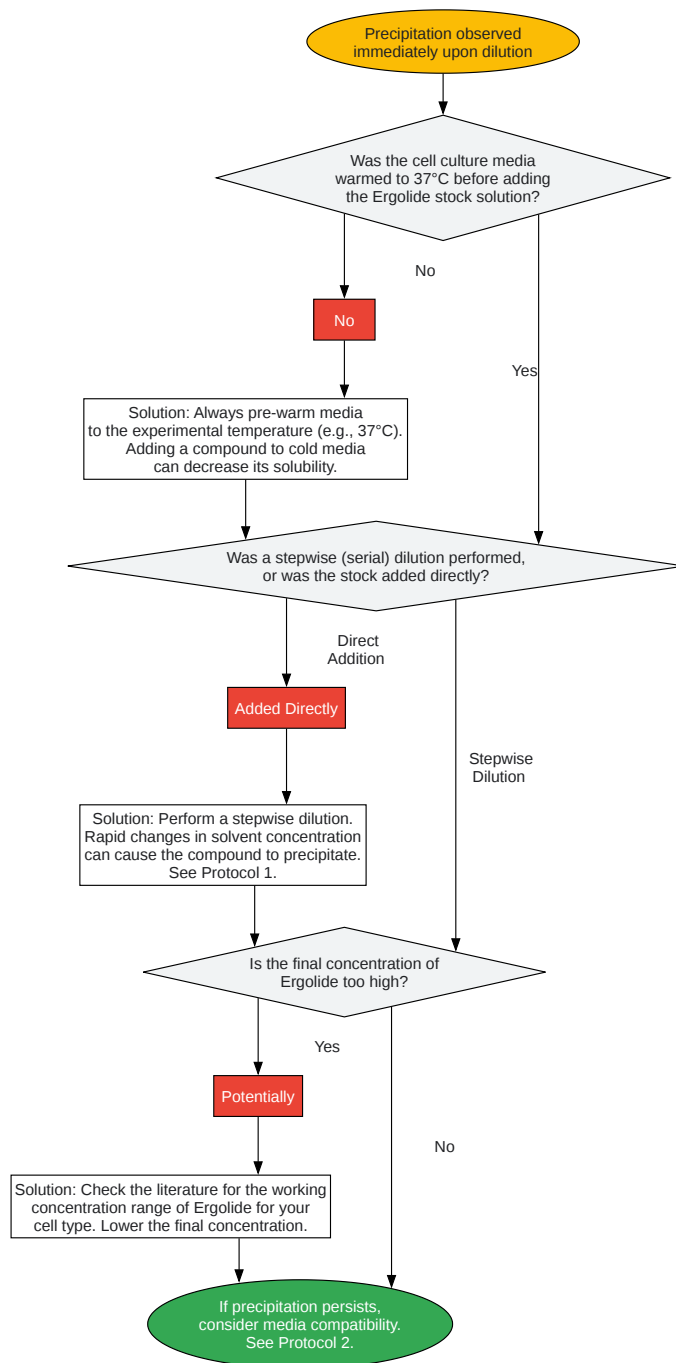 Precipitation observed
immediately upon dilution
Was the cell culture media
warmed to 37°C before adding
the Ergolide stock solution?
No
No
Yes
Solution: Always pre-warm media
to the experimental temperature (e.g., 37°C).
Adding a compound to cold media
can decrease its solubility.
Was a stepwise (serial) dilution performed,
or was the stock added directly?
Direct
Addition
Added Directly
Stepwise
Dilution
Solution: Perform a stepwise dilution.
Rapid changes in solvent concentration
can cause the compound to precipitate.
See Protocol 1.
Is the final concentration of
Ergolide too high?
Yes
Potentially
No
Solution: Check the literature for the working
concentration range of Ergolide for your
cell type. Lower the final concentration.
If precipitation persists,
consider media compatibility.
See Protocol 2.